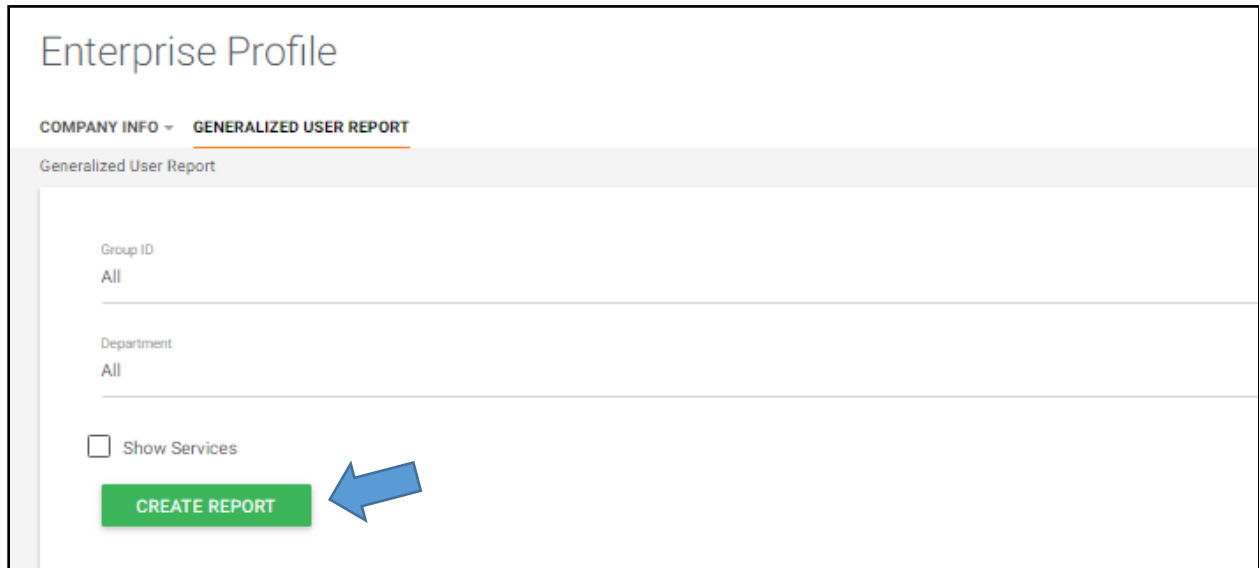 Enterprise Profile
COMPANY INFO GENERALIZED USER REPORT
Generalized User Report
Group ID
All
Department
All
Show Services
CREATE REPORT